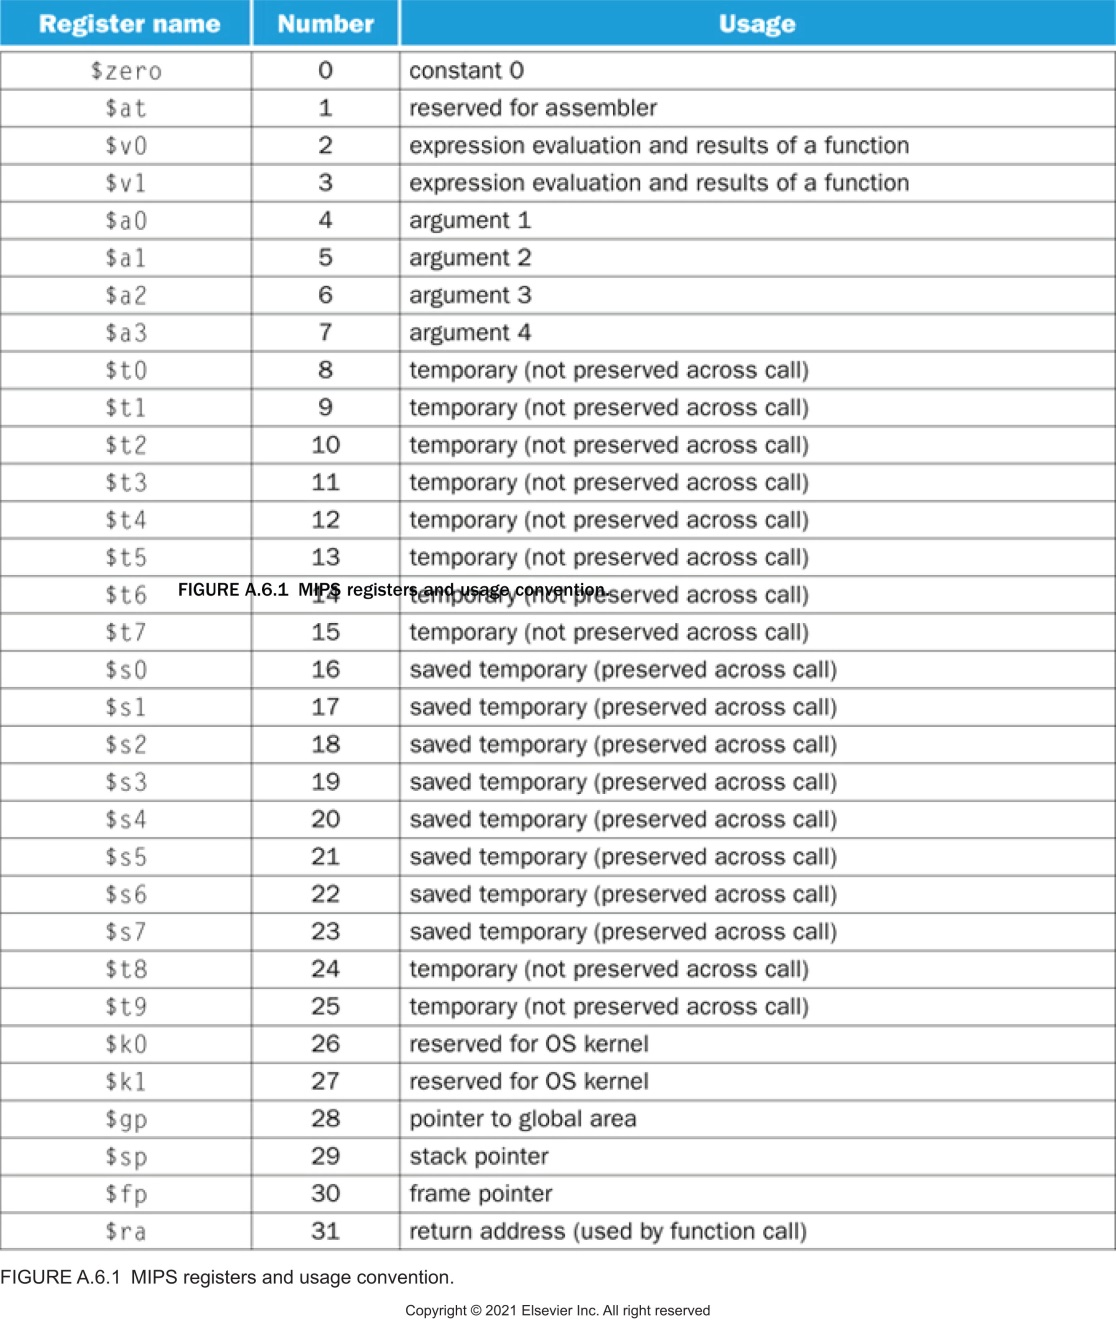 Register name Number Usage
$zero 0 constant 0
$at 1 reserved for assembler
$v0 2 expression evaluation and results of a function
$v1 3 expression evaluation and results of a function
$a0 4 argument 1
$a1 5 argument 2
$a2 6 argument 3
$a3 7 argument 4
$t0 8 temporary (not preserved across call)
$t1 9 temporary (not preserved across call)
$t2 10 temporary (not preserved across call)
$t3 11 temporary (not preserved across call)
$t4 12 temporary (not preserved across call)
$t5 13 temporary (not preserved across call)
FIGURE A.6.1 MIPS registers and usage convention.
$t6 14 temporary (not preserved across call)
$t7 15 temporary (not preserved across call)
$s0 16 saved temporary (preserved across call)
$s1 17 saved temporary (preserved across call)
$s2 18 saved temporary (preserved across call)
$s3 19 saved temporary (preserved across call)
$s4 20 saved temporary (preserved across call)
$s5 21 saved temporary (preserved across call)
$s6 22 saved temporary (preserved across call)
$s7 23 saved temporary (preserved across call)
$t8 24 temporary (not preserved across call)
$t9 25 temporary (not preserved across call)
$k0 26 reserved for OS kernel
$k1 27 reserved for OS kernel
$gp 28 pointer to global area
$sp 29 stack pointer
$fp 30 frame pointer
$ra 31 return address (used by function call)
FIGURE A.6.1 MIPS registers and usage convention.
Copyright © 2021 Elsevier Inc. All right reserved